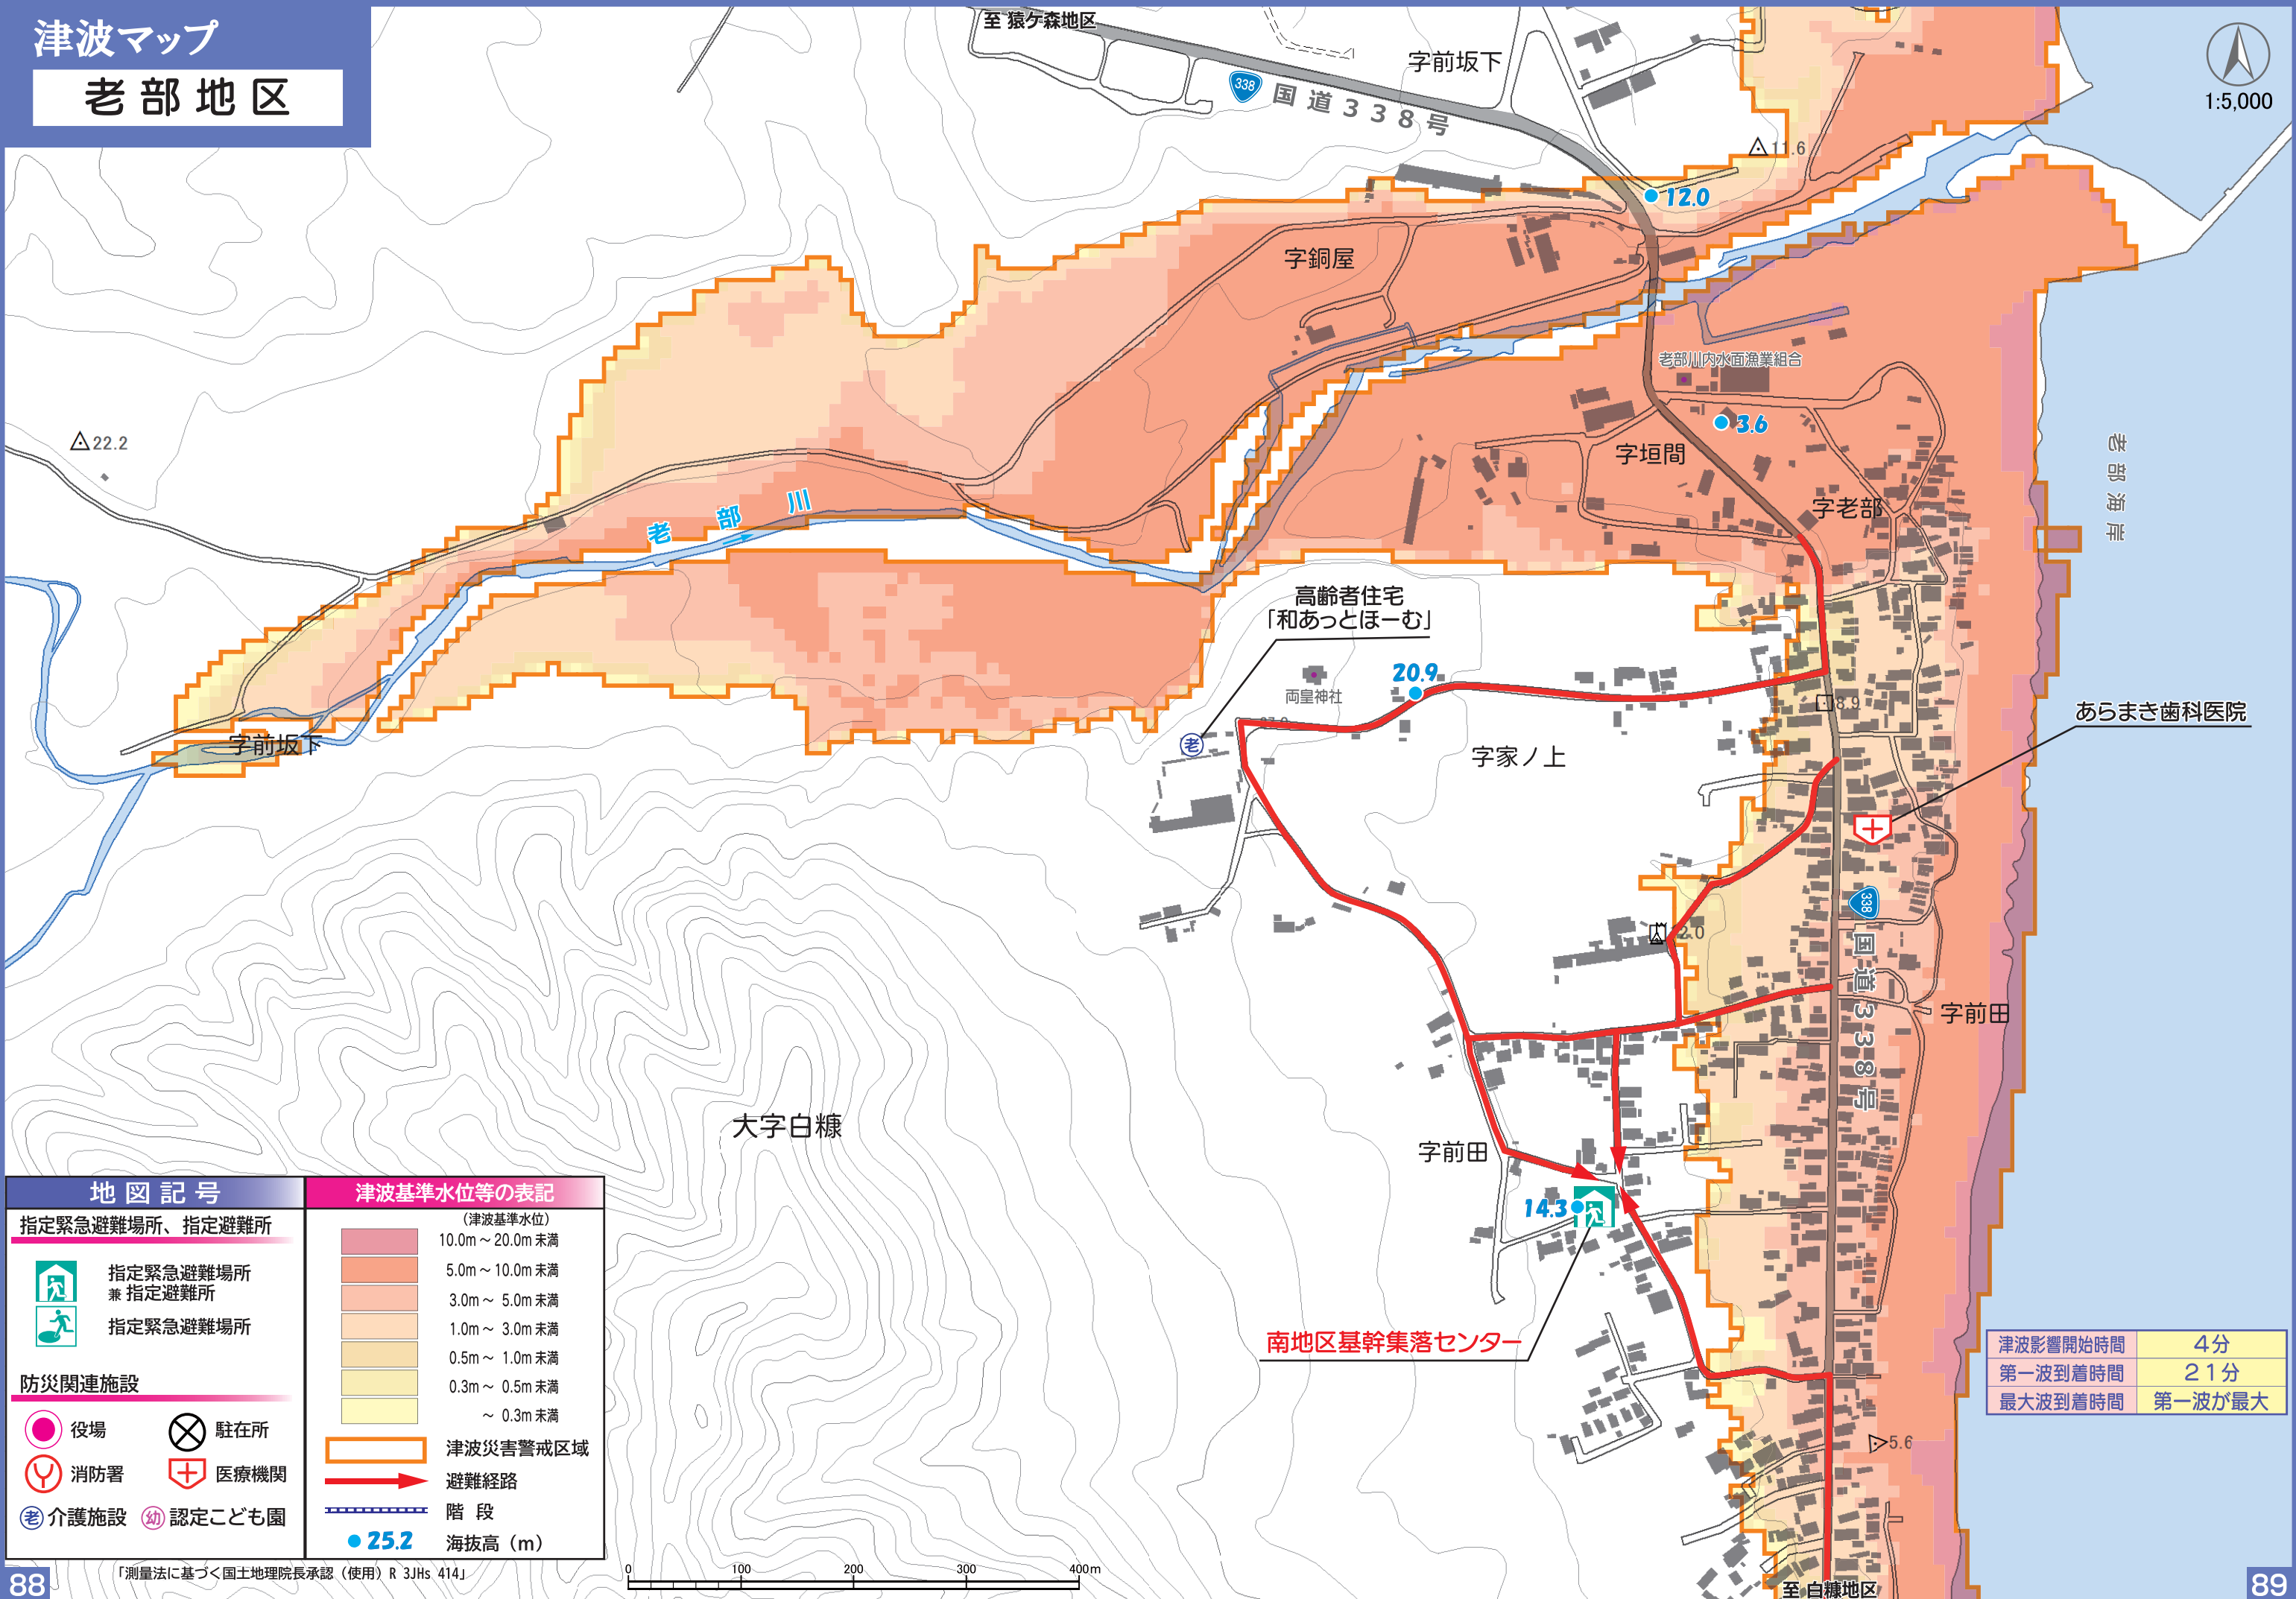 津波マップ
老部地区
至 猿ケ森地区
字前坂下
338
国道338号
1:5,000
11.6
12.0
字銅屋
老部川内水面漁業組合
3.6
字垣間
字老部
老部海岸
22.2
老部川
高齢者住宅
「和あっとほーむ」
両皇神社
20.9
老
8.9
あらまき歯科医院
字前坂下
字家ノ上
338
国道338号
字前田
大字白糠
字前田
14.3
南地区基幹集落センター
5.6
至 白糠地区
地図記号
指定緊急避難場所、指定避難所
指定緊急避難場所
兼 指定避難所
指定緊急避難場所
防災関連施設
役場
駐在所
消防署
医療機関
老 介護施設
幼 認定こども園
津波基準水位等の表記
（津波基準水位）
10.0m～20.0m 未満
5.0m～10.0m 未満
3.0m～ 5.0m 未満
1.0m～ 3.0m 未満
0.5m～ 1.0m 未満
0.3m～ 0.5m 未満
～ 0.3m 未満
津波災害警戒区域
避難経路
階 段
25.2 海抜高（m）
津波影響開始時間 4分
第一波到着時間 21分
最大波到着時間 第一波が最大
「測量法に基づく国土地理院長承認（使用）R 3JHs 414」
0 100 200 300 400m
88
89